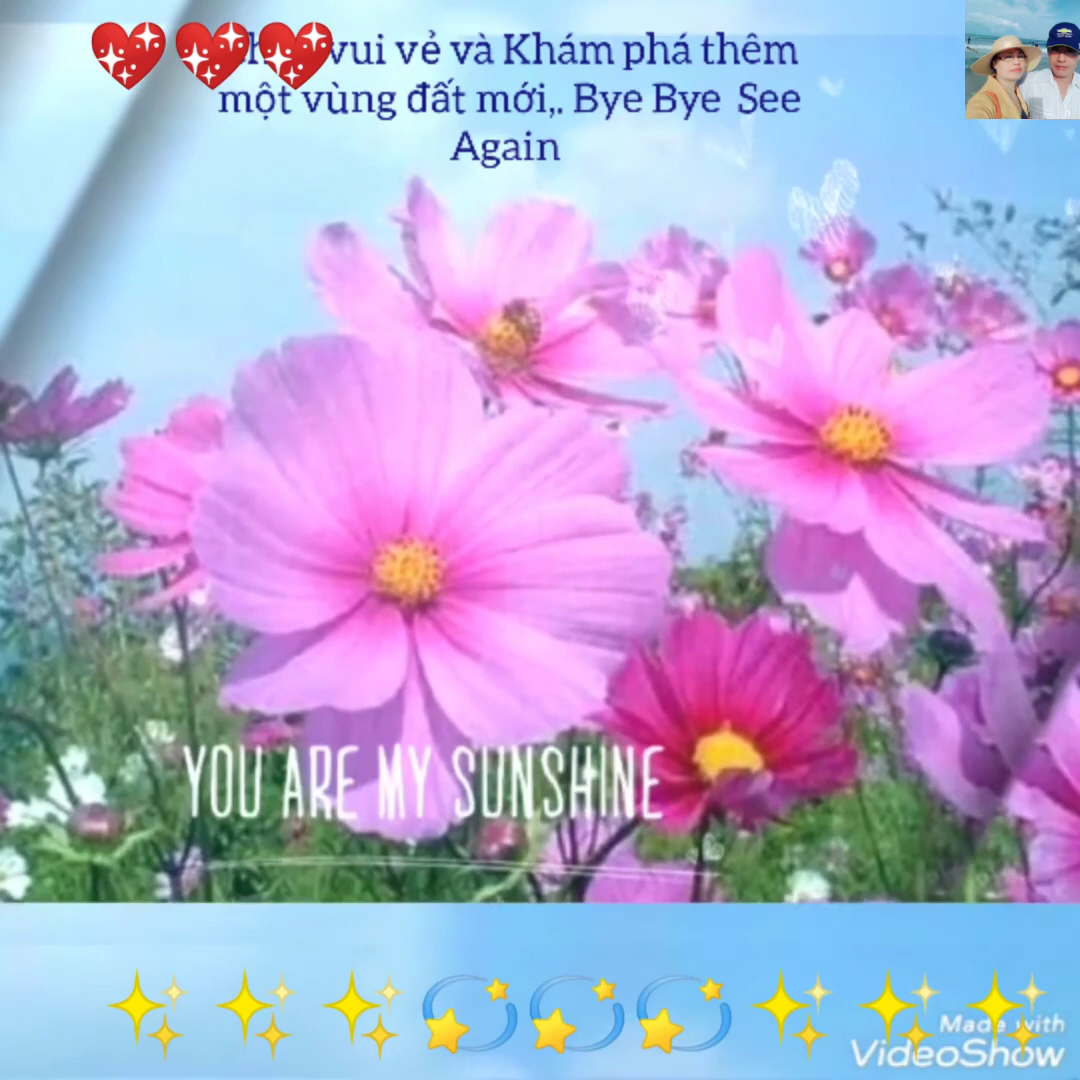 vui vẻ và Khám phá thêm
một vùng đất mới,. Bye Bye See
Again
YOU ARE MY SUNSHINE
Made with
VideoShow